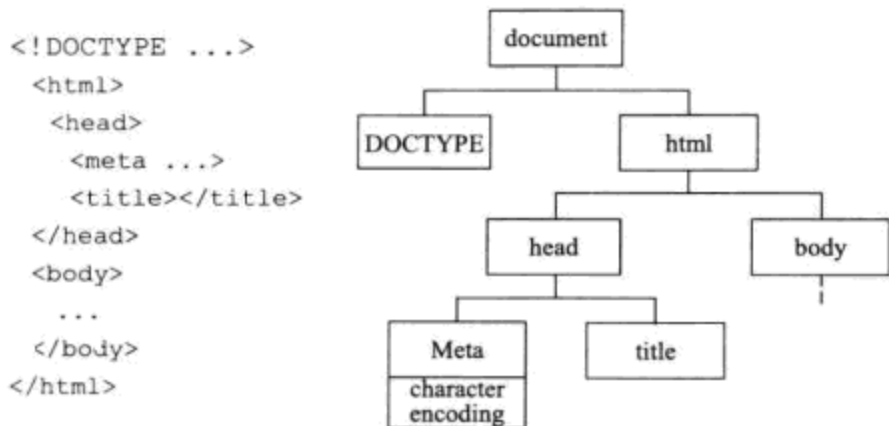 <!DOCTYPE ...>
<html>
<head>
<meta ...>
<title></title>
</head>
<body>
...
</body>
</html>
document
DOCTYPE
html
head
body
Meta
title
character
encoding